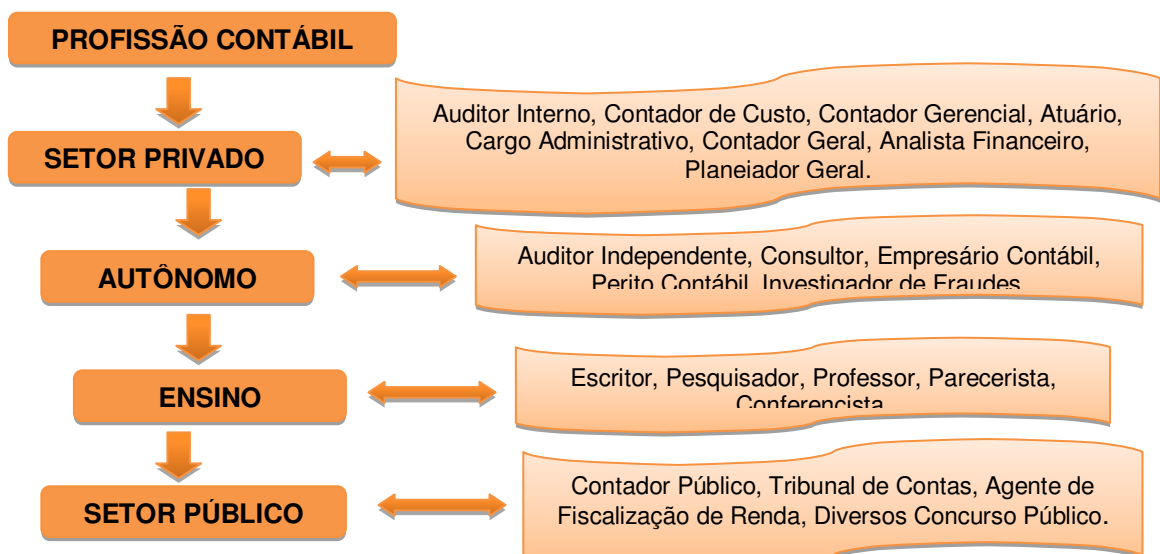 PROFISSÃO CONTÁBIL
Auditor Interno, Contador de Custo, Contador Gerencial, Atuário,
Cargo Administrativo, Contador Geral, Analista Financeiro,
Planeiador Geral.
SETOR PRIVADO
Auditor Independente, Consultor, Empresário Contábil,
Perito Contábil, Investigador de Fraudes
AUTÔNOMO
Escritor, Pesquisador, Professor, Parecerista,
Conferencista
ENSINO
Contador Público, Tribunal de Contas, Agente de
Fiscalização de Renda, Diversos Concurso Público.
SETOR PÚBLICO